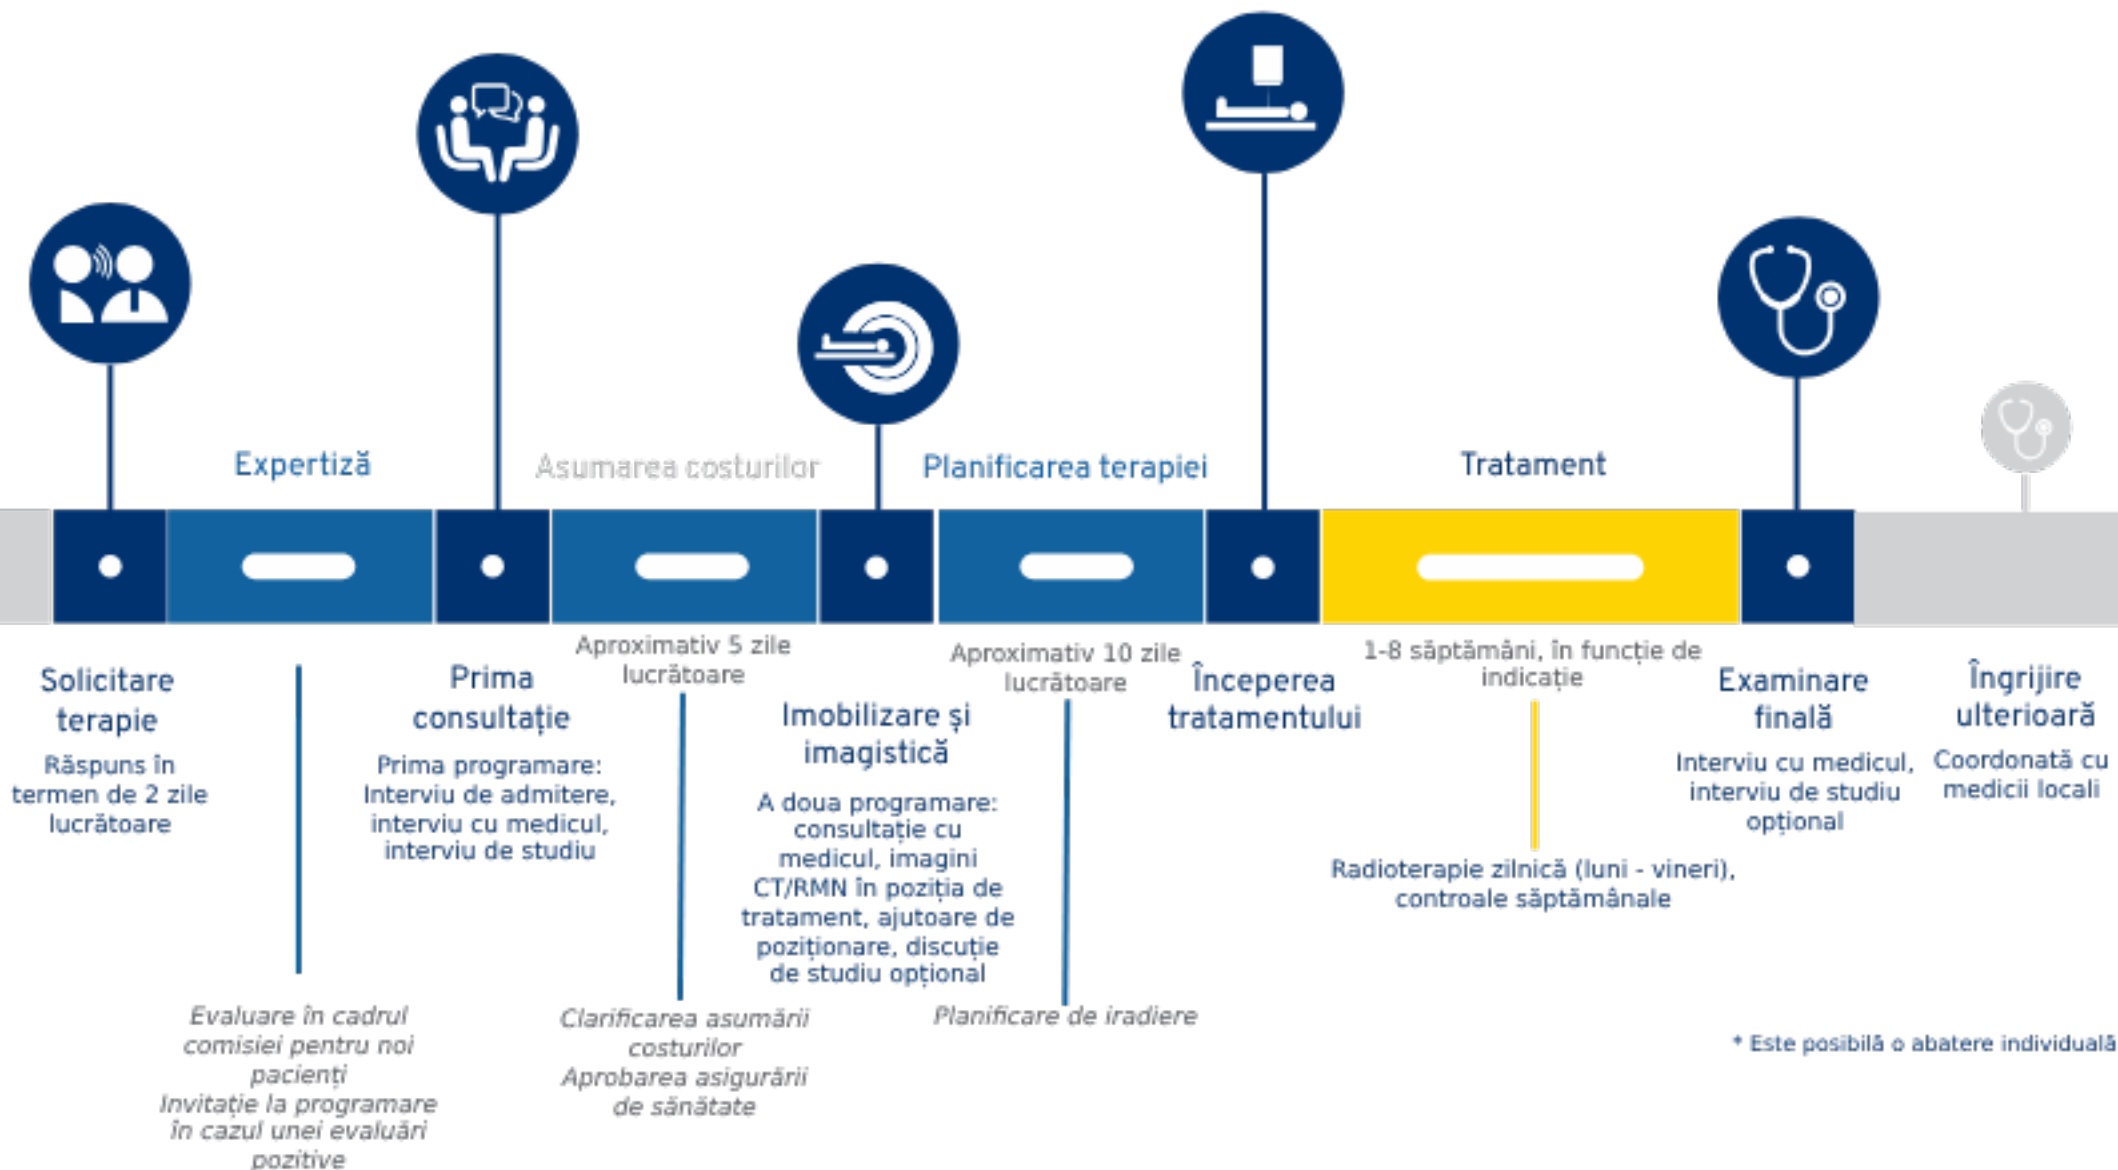 Expertiză
Asumarea costurilor
Planificarea terapiei
Tratament
Solicitare
terapie
Răspuns în
termen de 2 zile
lucrătoare
Evaluare în cadrul
comisiei pentru noi
pacienți
Invitație la programare
în cazul unei evaluări
pozitive
Prima
consultație
Prima programare:
Interviu de admitere,
interviu cu medicul,
interviu de studiu
Aproximativ 5 zile
lucrătoare
Clarificarea asumării
costurilor
Aprobarea asigurării
de sănătate
Imobilizare și
imagistică
A doua programare:
consultație cu
medicul, imagini
CT/RMN în poziția de
tratament, ajutoare de
poziționare, discuție
de studiu opțional
Aproximativ 10 zile
lucrătoare
Planificare de iradiere
Începerea
tratamentului
1-8 săptămâni, în funcție de
indicație
Radioterapie zilnică (luni - vineri),
controale săptămânale
Examinare
finală
Interviu cu medicul,
interviu de studiu
opțional
Îngrijire
ulterioară
Coordonată cu
medicii locali
* Este posibilă o abatere individuală